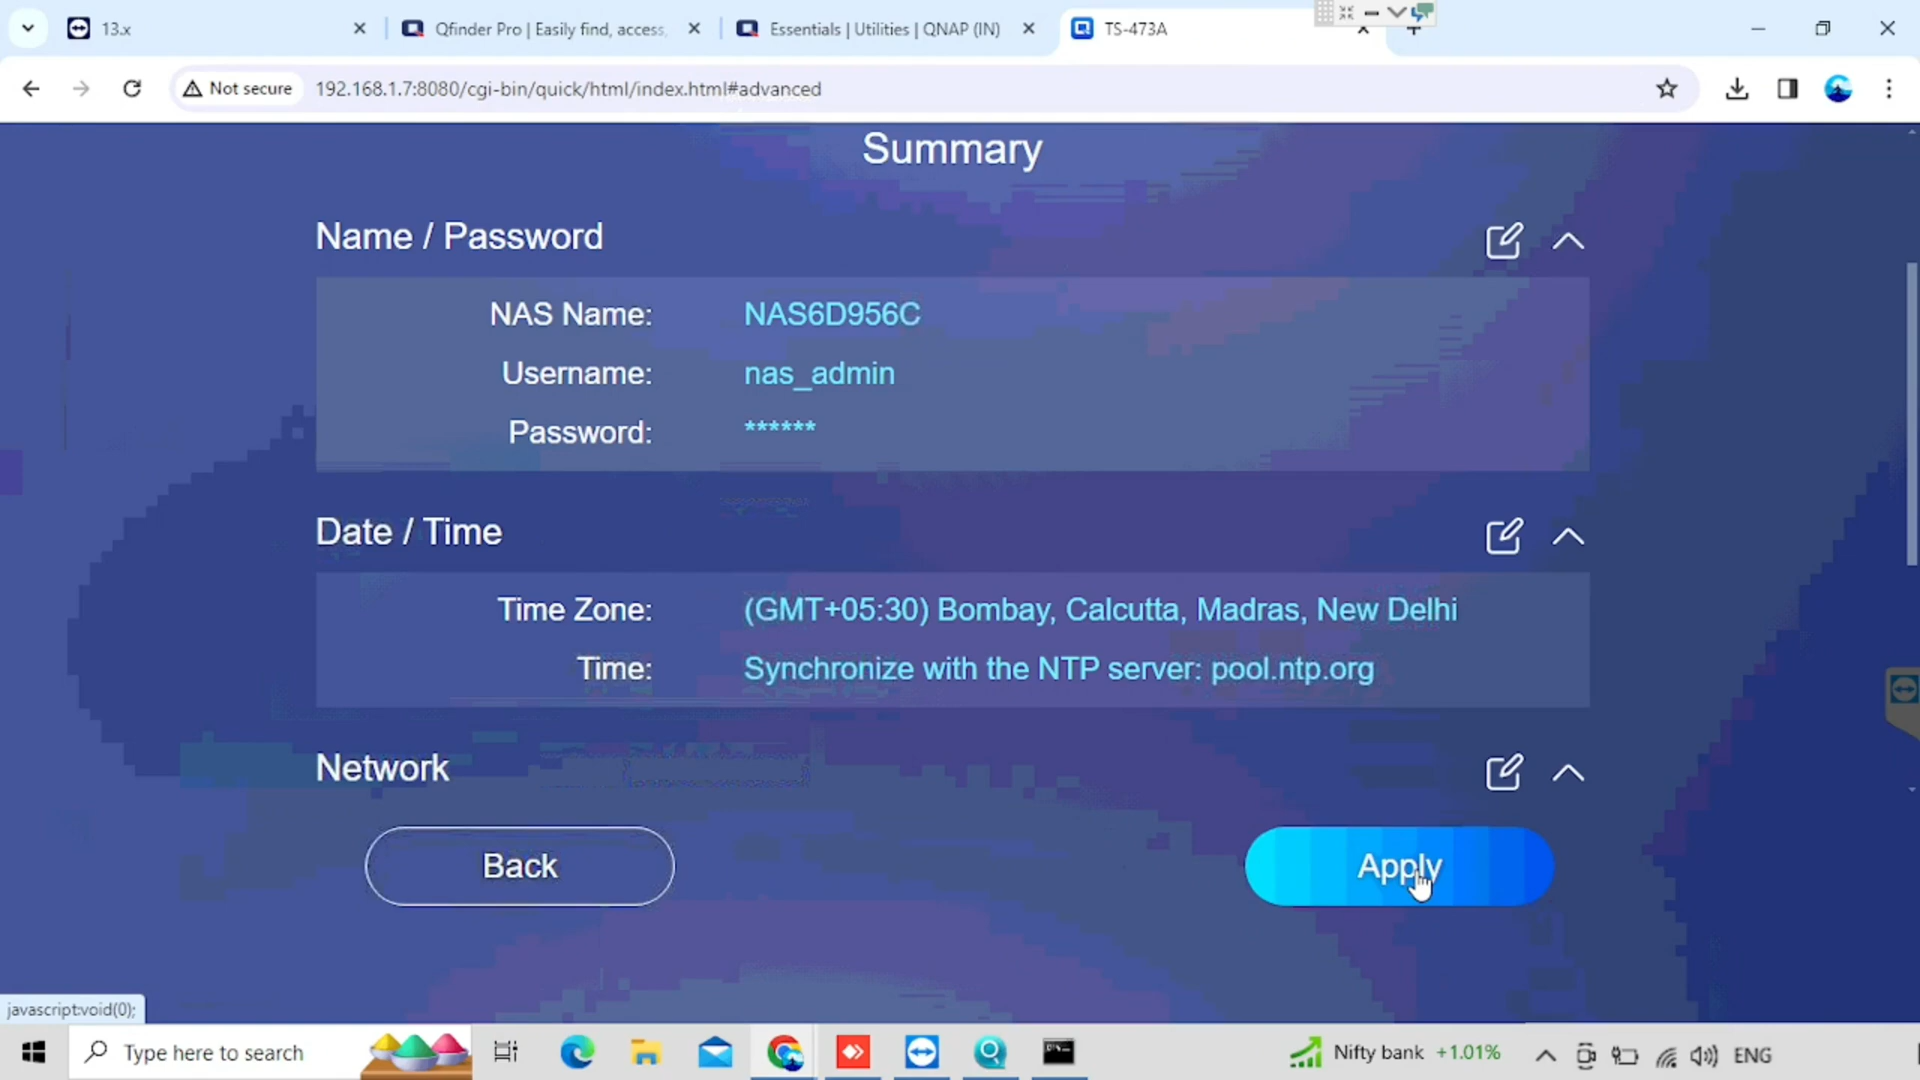 13.x
Qfinder Pro | Easily find, access,
Essentials | Utilities | QNAP (IN)
TS-473A
Not secure
192.168.1.7:8080/cgi-bin/quick/html/index.html#advanced
Summary
Name / Password
NAS Name: NAS6D956C
Username: nas_admin
Password: ******
Date / Time
Time Zone: (GMT+05:30) Bombay, Calcutta, Madras, New Delhi
Time: Synchronize with the NTP server: pool.ntp.org
Network
Back
Apply
javascript:void(0);
Type here to search
Nifty bank +1.01%
ENG